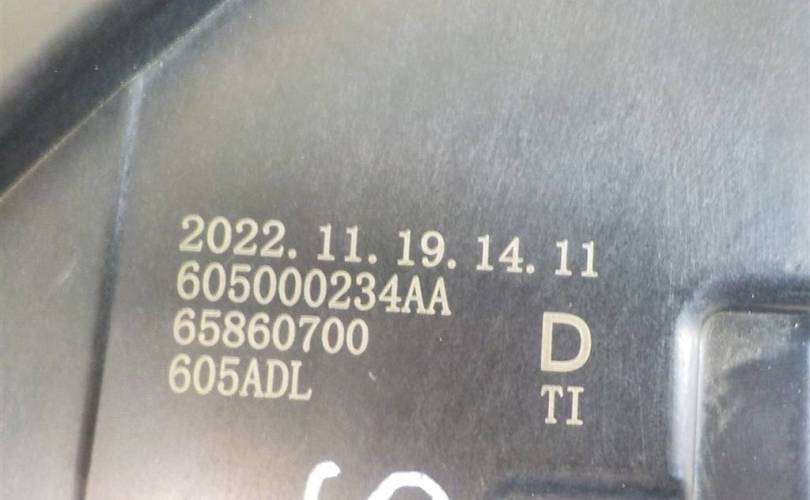 2022. 11. 19. 14. 11
605000234AA
65860700
D
605ADL
TI